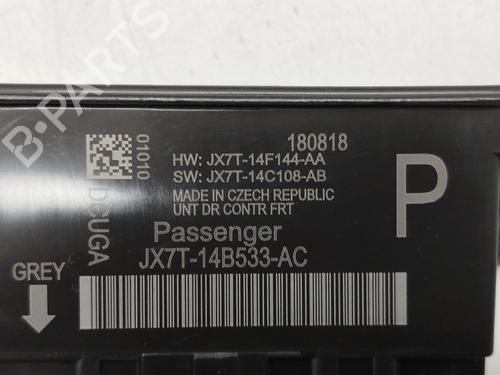 B-PARTS
01010
180818
HW: JX7T-14F144-AA
SW: JX7T-14C108-AB
MADE IN CZECH REPUBLIC
UNT DR CONTR FRT
DCUGA
P
Passenger
JX7T-14B533-AC
GREY